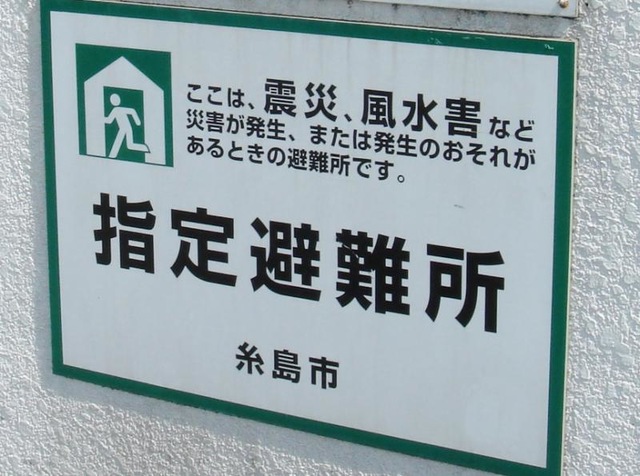 ここは、震災、風水害など
災害が発生、または発生のおそれが
あるときの避難所です。
指定避難所
糸島市